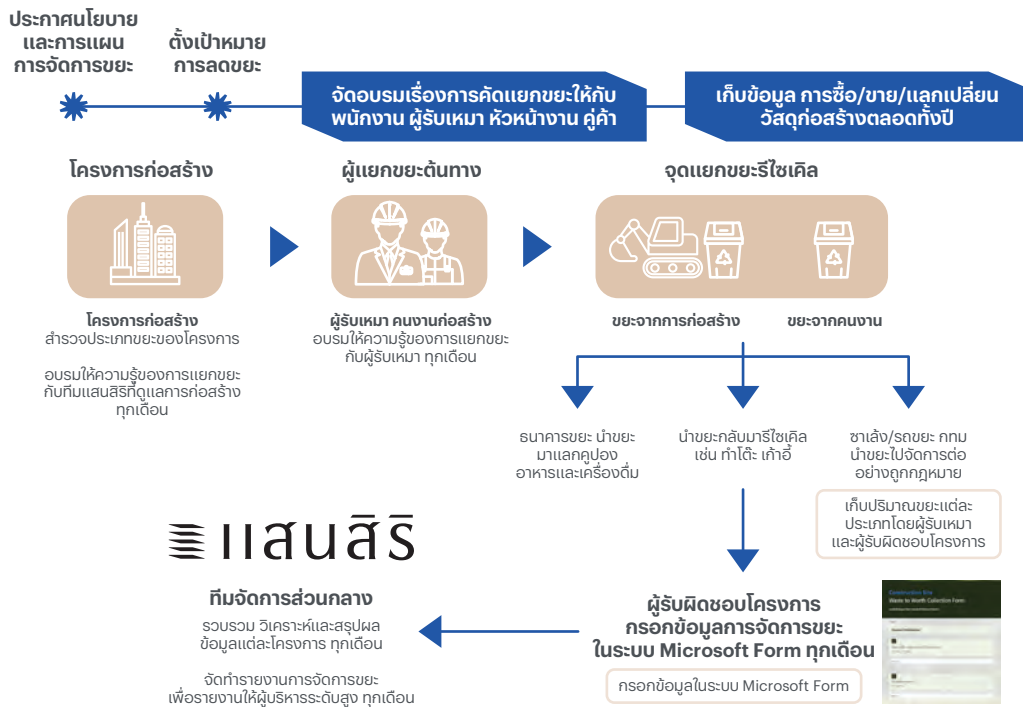 ประกาศนโยบาย
และการแผน
การจัดการขยะ
ตั้งเป้าหมาย
การลดขยะ
จัดอบรมเรื่องการคัดแยกขยะให้กับ
พนักงาน ผู้รับเหมา หัวหน้างาน คู่ค้า
เก็บข้อมูล การซื้อ/ขาย/แลกเปลี่ยน
วัสดุก่อสร้างตลอดทั้งปี
โครงการก่อสร้าง
ผู้แยกขยะต้นทาง
จุดแยกขยะรีไซเคิล
โครงการก่อสร้าง
สำรวจประเภทขยะของโครงการ
อบรมให้ความรู้ของการแยกขยะ
กับทีมแสนสิริที่ดูแลการก่อสร้าง
ทุกเดือน
ผู้รับเหมา คนงานก่อสร้าง
อบรมให้ความรู้ของการแยกขยะ
กับผู้รับเหมา ทุกเดือน
ขยะจากการก่อสร้าง
ขยะจากคนงาน
ธนาคารขยะ นำขยะ
มาแลกคูปอง
อาหารและเครื่องดื่ม
นำขยะกลับมารีไซเคิล
เช่น ทำโต๊ะ เก้าอี้
ซาเล้ง/รถขยะ กทม
นำขยะไปจัดการต่อ
อย่างถูกกฎหมาย
เก็บปริมาณขยะแต่ละ
ประเภทโดยผู้รับเหมา
และผู้รับผิดชอบโครงการ
แสนสิริ
ทีมจัดการส่วนกลาง
รวบรวม วิเคราะห์และสรุปผล
ข้อมูลแต่ละโครงการ ทุกเดือน
จัดทำรายงานการจัดการขยะ
เพื่อรายงานให้ผู้บริหารระดับสูง ทุกเดือน
ผู้รับผิดชอบโครงการ
กรอกข้อมูลการจัดการขยะ
ในระบบ Microsoft Form ทุกเดือน
กรอกข้อมูลในระบบ Microsoft Form
Construction Site
Waste to Worth Collection Form